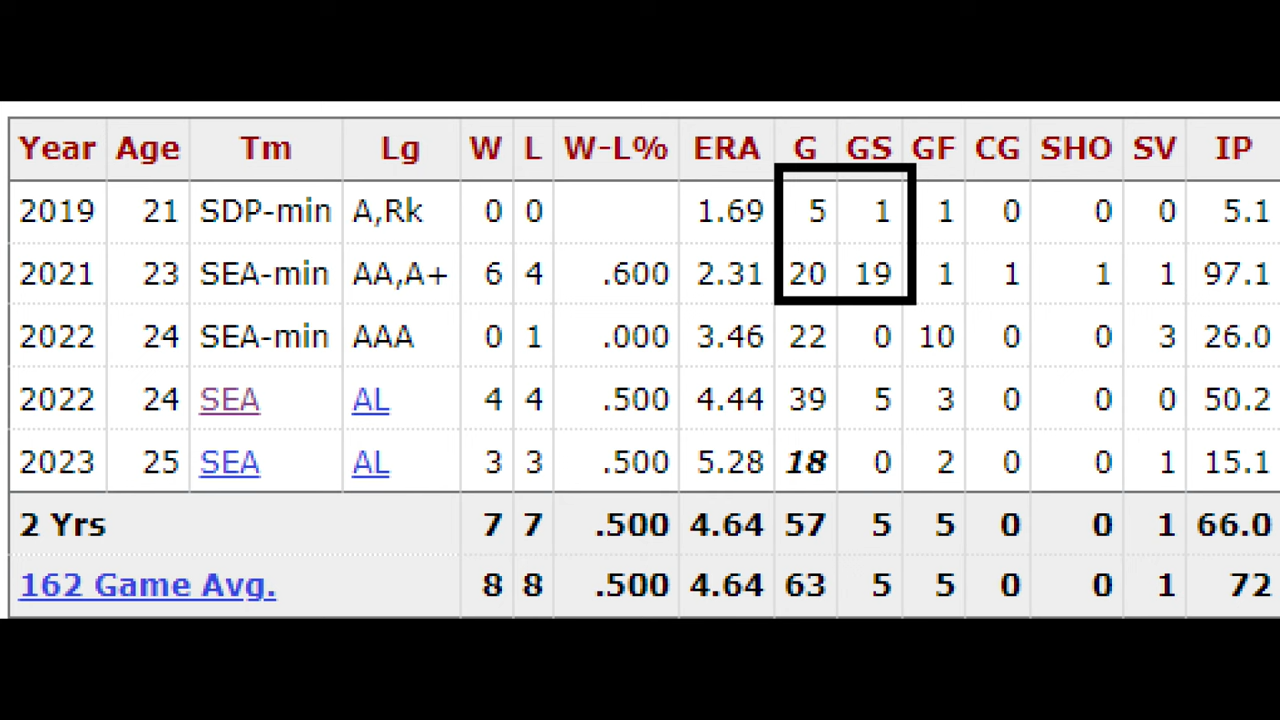 Year Age Tm Lg W L W-L% ERA G GS GF CG SHO SV IP
2019 21 SDP-min A,Rk 0 0 1.69 5 1 1 0 0 0 5.1
2021 23 SEA-min AA,A+ 6 4 .600 2.31 20 19 1 1 1 1 97.1
2022 24 SEA-min AAA 0 1 .000 3.46 22 0 10 0 0 3 26.0
2022 24 SEA AL 4 4 .500 4.44 39 5 3 0 0 0 50.2
2023 25 SEA AL 3 3 .500 5.28 18 0 2 0 0 1 15.1
2 Yrs 7 7 .500 4.64 57 5 5 0 0 1 66.0
162 Game Avg. 8 8 .500 4.64 63 5 5 0 0 1 72